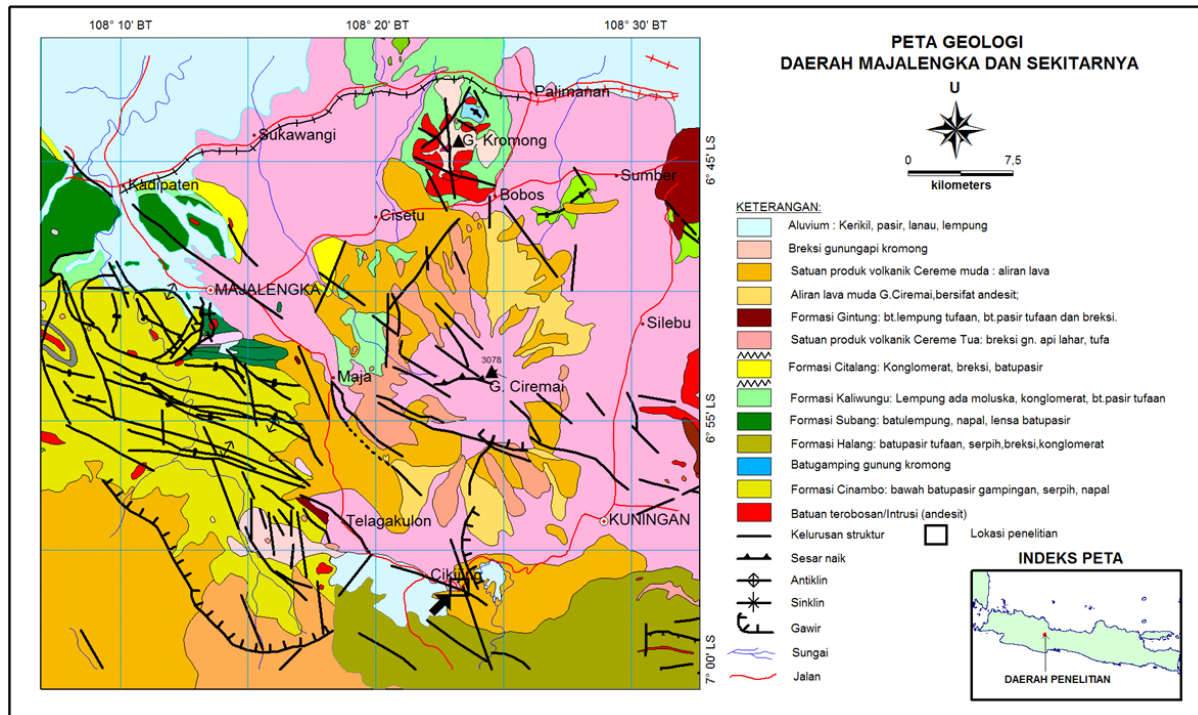 108° 10' BT
108° 20' BT
108° 30' BT
PETA GEOLOGI
DAERAH MAJALENGKA DAN SEKITARNYA
U
0 7,5
kilometers
Palimanan
Sukawangi
G. Kromong
6° 45' LS
Kadipaten
Bobos
Sumber
Cisetu
MAJALENGKA
Silebu
3078
G. Ciremai
Maja
6° 55' LS
Telagakulon
KUNINGAN
Cikijing
7° 00' LS
KETERANGAN:
Aluvium : Kerikil, pasir, lanau, lempung
Breksi gunungapi kromong
Satuan produk volkanik Cereme muda : aliran lava
Aliran lava muda G.Ciremai,bersifat andesit;
Formasi Gintung: bt.lempung tufaan, bt.pasir tufaan dan breksi.
Satuan produk volkanik Cereme Tua: breksi gn. api lahar, tufa
Formasi Citalang: Konglomerat, breksi, batupasir
Formasi Kaliwungu: Lempung ada moluska, konglomerat, bt.pasir tufaan
Formasi Subang: batulempung, napal, lensa batupasir
Formasi Halang: batupasir tufaan, serpih,breksi,konglomerat
Batugamping gunung kromong
Formasi Cinambo: bawah batupasir gampingan, serpih, napal
Batuan terobosan/Intrusi (andesit)
Kelurusan struktur
Lokasi penelitian
Sesar naik
Antiklin
Sinklin
Gawir
Sungai
Jalan
INDEKS PETA
DAERAH PENELITIAN